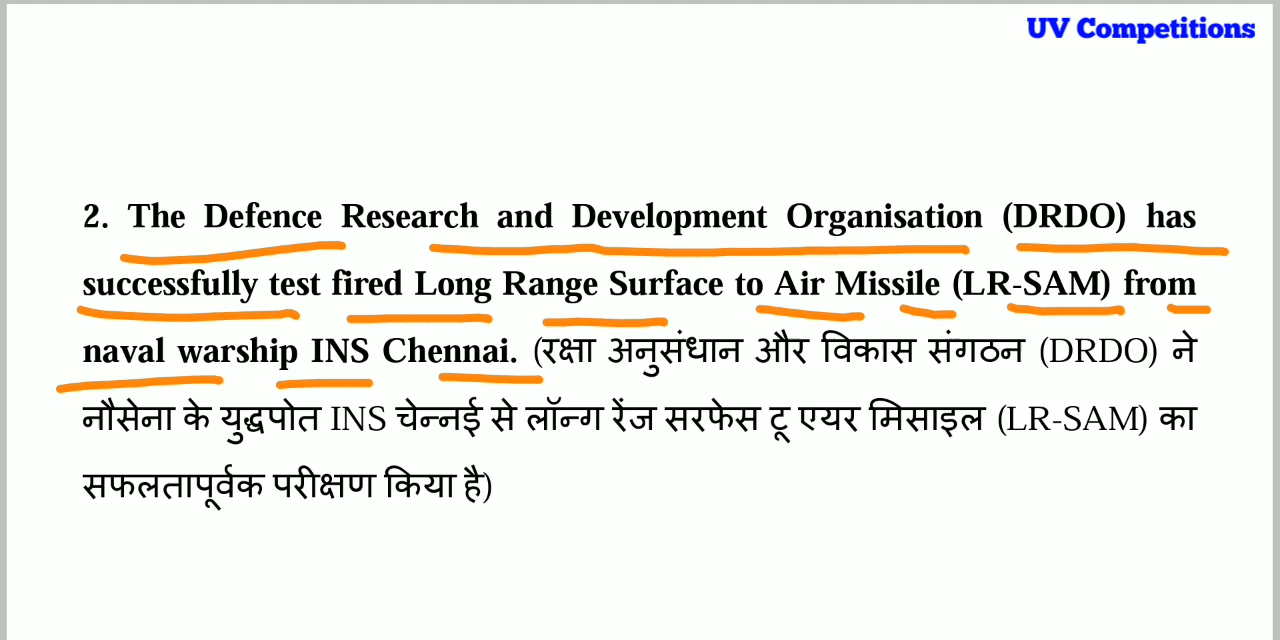 UV Competitions
2. The Defence Research and Development Organisation (DRDO) has
successfully test fired Long Range Surface to Air Missile (LR-SAM) from
naval warship INS Chennai. (रक्षा अनुसंधान और विकास संगठन (DRDO) ने
नौसेना के युद्धपोत INS चेन्नई से लॉन्ग रेंज सरफेस टू एयर मिसाइल (LR-SAM) का
सफलतापूर्वक परीक्षण किया है)